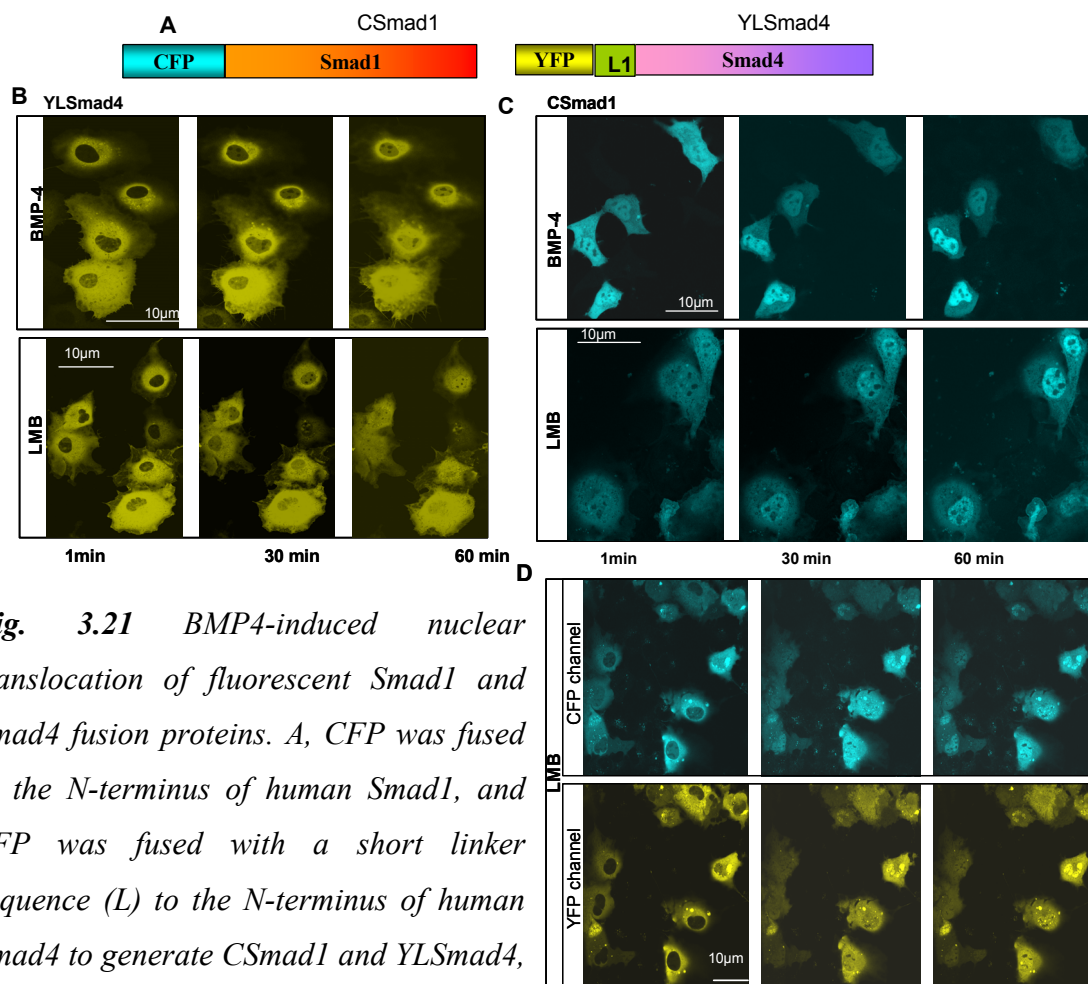 A
CSmad1
YLSmad4
CFP
Smad1
YFP
L1
Smad4
B
YLSmad4
C
CSmad1
BMP-4
10µm
BMP-4
10µm
LMB
10µm
LMB
10µm
1min
30 min
60 min
1min
30 min
60 min
D
LMB
CFP channel
YFP channel
10µm
ig. 3.21 BMP4-induced nuclear
anslocation of fluorescent Smad1 and
mad4 fusion proteins. A, CFP was fused
the N-terminus of human Smad1, and
FP was fused with a short linker
quence (L) to the N-terminus of human
mad4 to generate CSmad1 and YLSmad4,